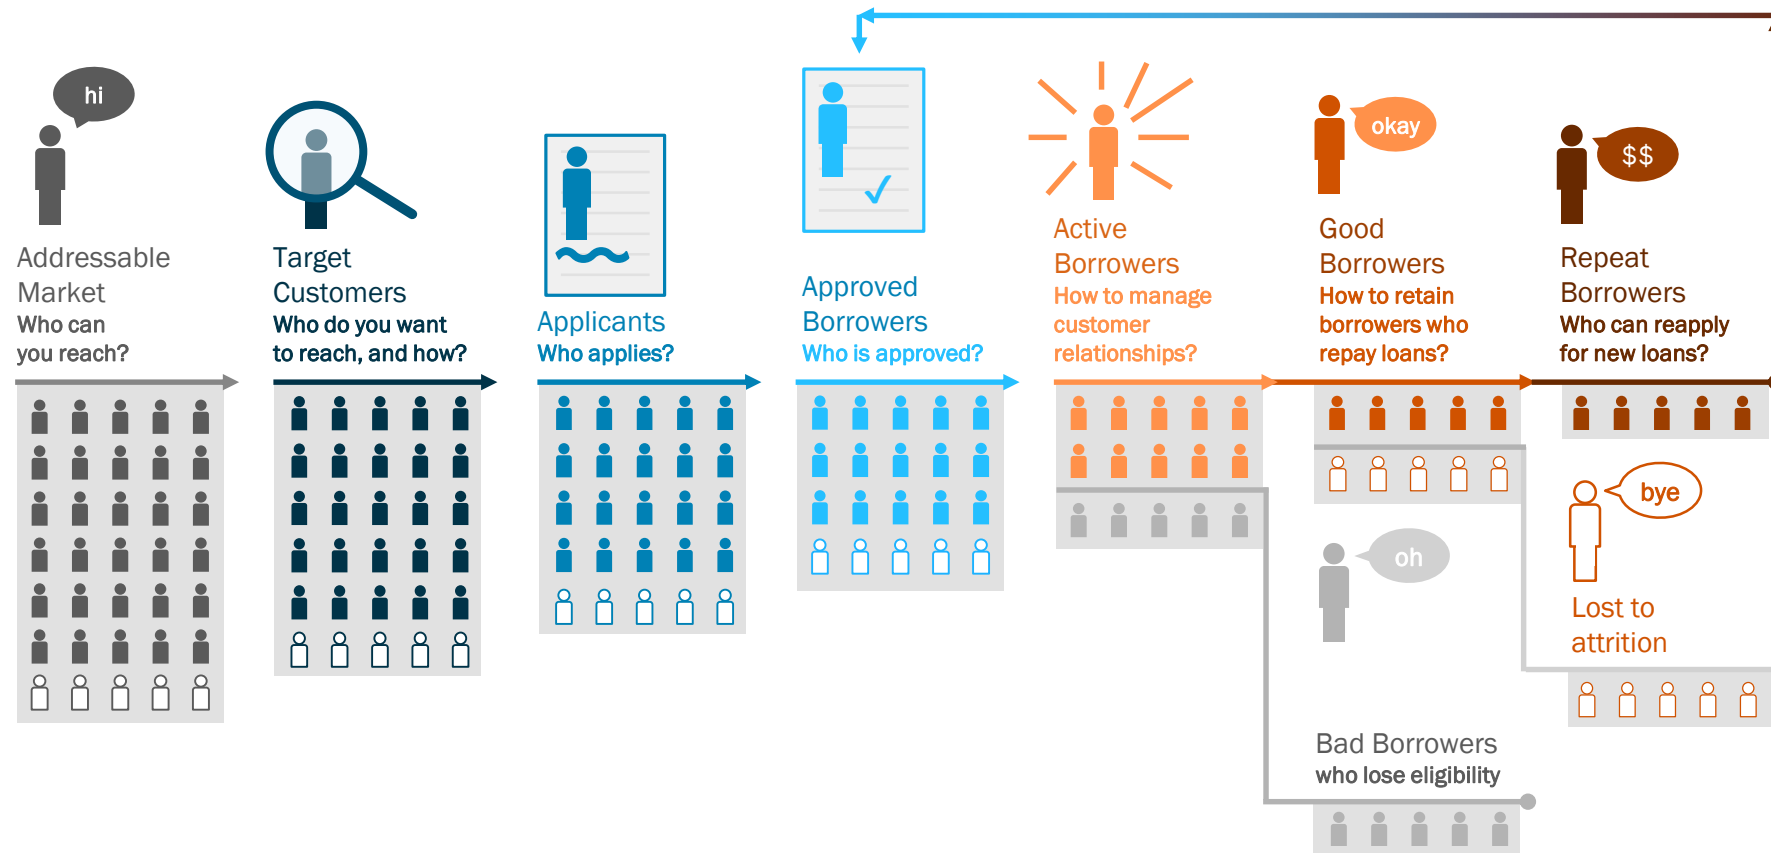 hi
Addressable
Market
Who can
you reach?
Target
Customers
Who do you want
to reach, and how?
Applicants
Who applies?
Approved
Borrowers
Who is approved?
Active
Borrowers
How to manage
customer
relationships?
okay
Good
Borrowers
How to retain
borrowers who
repay loans?
$$
Repeat
Borrowers
Who can reapply
for new loans?
bye
Lost to
attrition
oh
Bad Borrowers
who lose eligibility